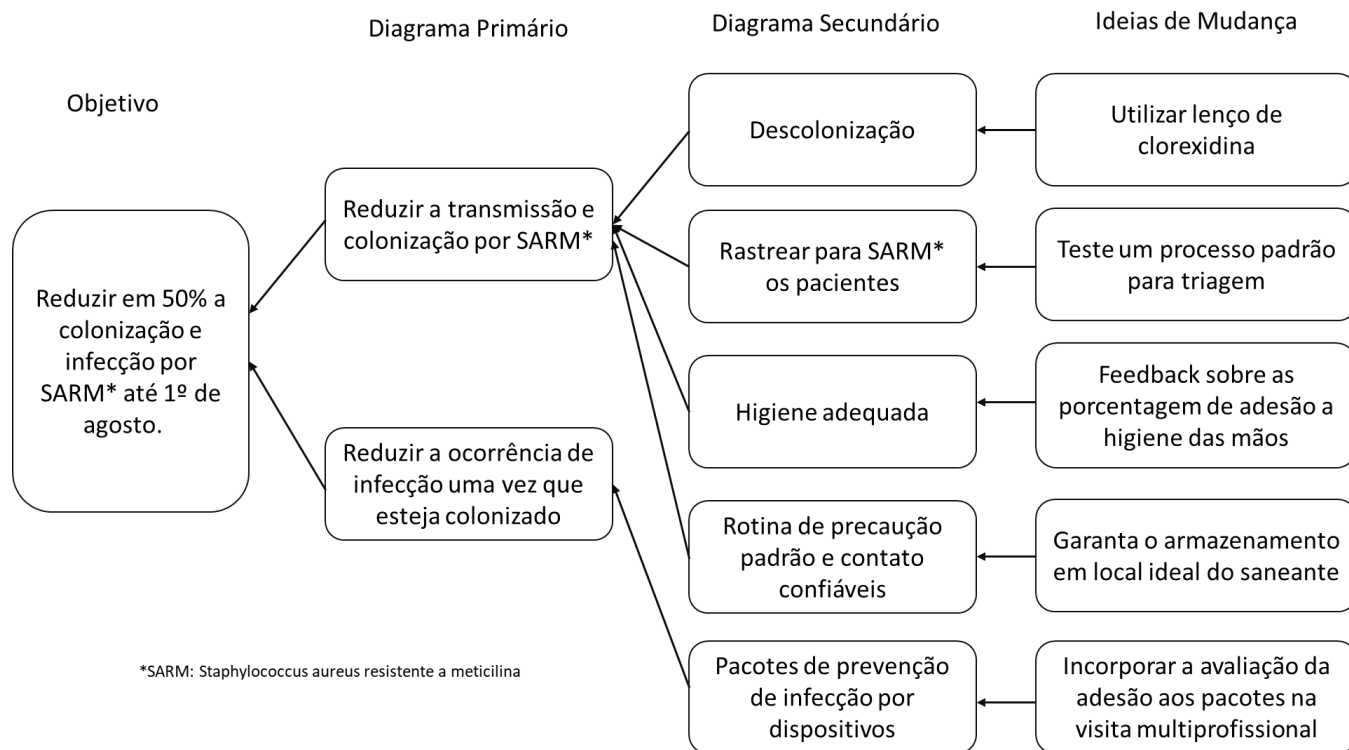 Diagrama Primário
Diagrama Secundário
Ideias de Mudança
Objetivo
Reduzir em 50% a
colonização e
infecção por
SARM* até 1º de
agosto.
Reduzir a transmissão e
colonização por SARM*
Reduzir a ocorrência de
infecção uma vez que
esteja colonizado
Descolonização
Rastrear para SARM*
os pacientes
Higiene adequada
Rotina de precaução
padrão e contato
confiáveis
Pacotes de prevenção
de infecção por
dispositivos
Utilizar lenço de
clorexidina
Teste um processo padrão
para triagem
Feedback sobre as
porcentagem de adesão a
higiene das mãos
Garanta o armazenamento
em local ideal do saneante
Incorporar a avaliação da
adesão aos pacotes na
visita multiprofissional
*SARM: Staphylococcus aureus resistente a meticilina